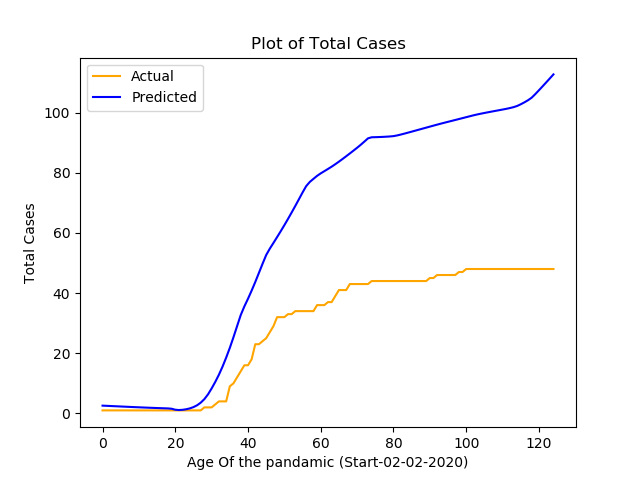 Plot of Total Cases
Actual
Predicted
Total Cases
100
80
60
40
20
0
0 20 40 60 80 100 120
Age Of the pandamic (Start-02-02-2020)